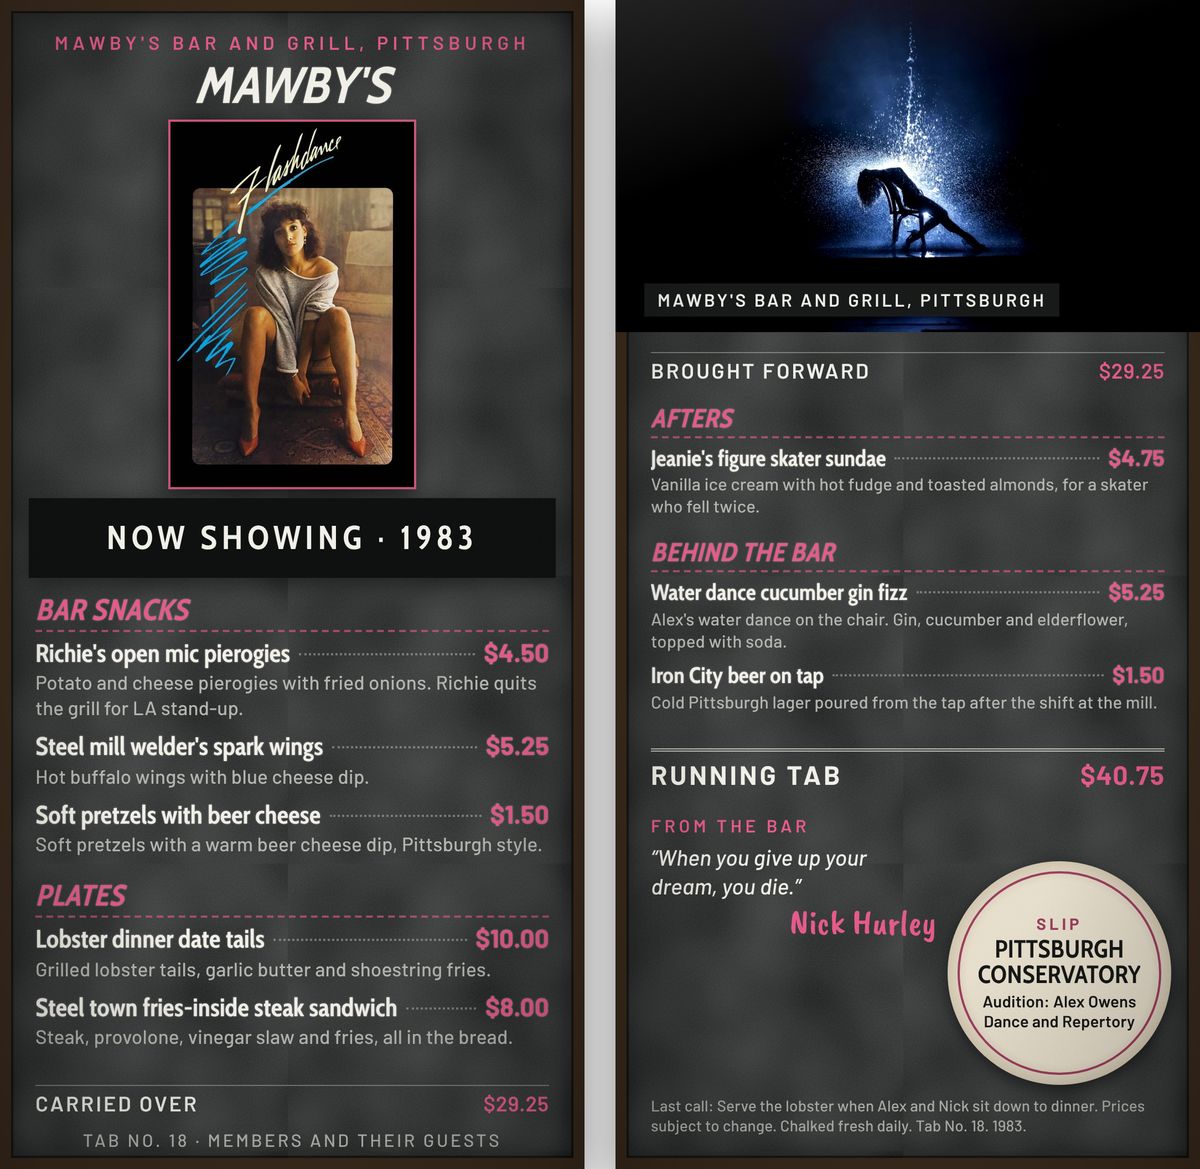 MAWBY'S BAR AND GRILL, PITTSBURGH
MAWBY'S
Flashdance
NOW SHOWING · 1983
BAR SNACKS
Richie's open mic pierogies $4.50
Potato and cheese pierogies with fried onions. Richie quits
the grill for LA stand-up.
Steel mill welder's spark wings $5.25
Hot buffalo wings with blue cheese dip.
Soft pretzels with beer cheese $1.50
Soft pretzels with a warm beer cheese dip, Pittsburgh style.
PLATES
Lobster dinner date tails $10.00
Grilled lobster tails, garlic butter and shoestring fries.
Steel town fries-inside steak sandwich $8.00
Steak, provolone, vinegar slaw and fries, all in the bread.
CARRIED OVER $29.25
TAB NO. 18 · MEMBERS AND THEIR GUESTS
MAWBY'S BAR AND GRILL, PITTSBURGH
BROUGHT FORWARD $29.25
AFTERS
Jeanie's figure skater sundae $4.75
Vanilla ice cream with hot fudge and toasted almonds, for a skater
who fell twice.
BEHIND THE BAR
Water dance cucumber gin fizz $5.25
Alex's water dance on the chair. Gin, cucumber and elderflower,
topped with soda.
Iron City beer on tap $1.50
Cold Pittsburgh lager poured from the tap after the shift at the mill.
RUNNING TAB $40.75
FROM THE BAR
“When you give up your
dream, you die.”
Nick Hurley
SLIP
PITTSBURGH
CONSERVATORY
Audition: Alex Owens
Dance and Repertory
Last call: Serve the lobster when Alex and Nick sit down to dinner. Prices
subject to change. Chalked fresh daily. Tab No. 18. 1983.